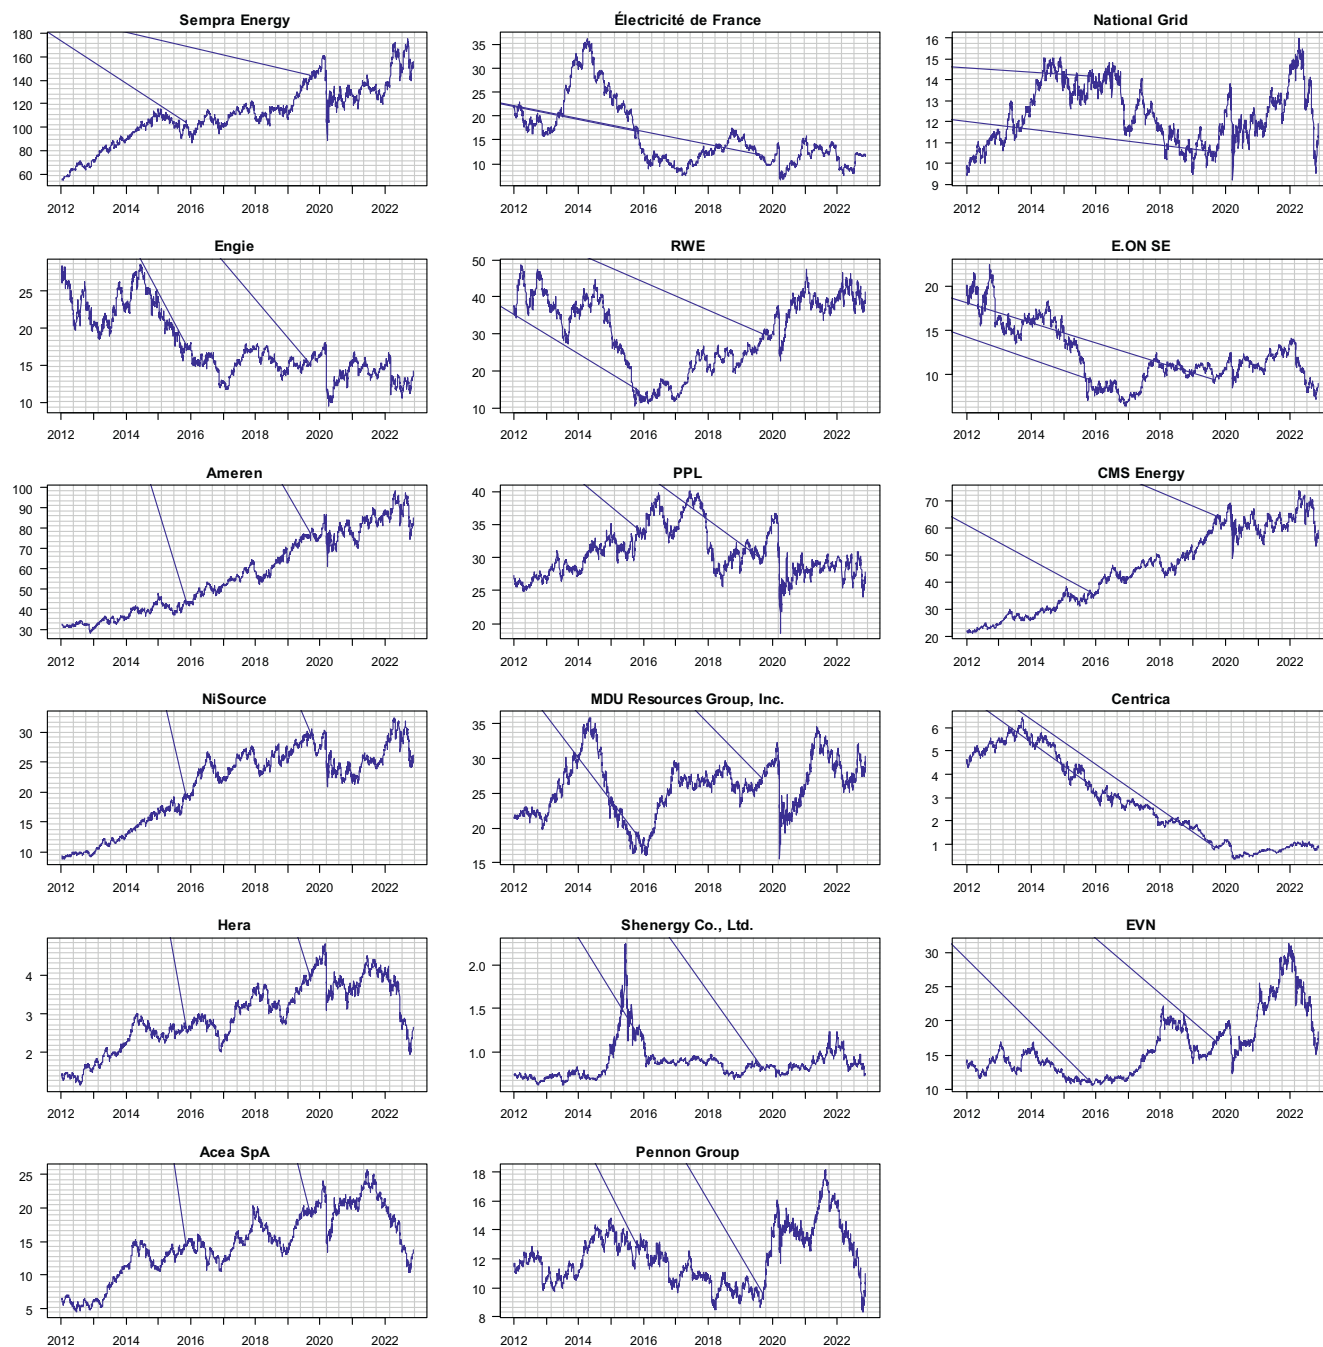 Sempra Energy
180
160
140
120
100
80
60
2012 2014 2016 2018 2020 2022
Électricité de France
35
30
25
20
15
10
2012 2014 2016 2018 2020 2022
National Grid
16
15
14
13
12
11
10
9
2012 2014 2016 2018 2020 2022
Engie
25
20
15
10
2012 2014 2016 2018 2020 2022
RWE
50
40
30
20
10
2012 2014 2016 2018 2020 2022
E.ON SE
20
15
10
2012 2014 2016 2018 2020 2022
Ameren
100
90
80
70
60
50
40
30
2012 2014 2016 2018 2020 2022
PPL
40
35
30
25
20
2012 2014 2016 2018 2020 2022
CMS Energy
70
60
50
40
30
20
2012 2014 2016 2018 2020 2022
NiSource
30
25
20
15
10
2012 2014 2016 2018 2020 2022
MDU Resources Group, Inc.
35
30
25
20
15
2012 2014 2016 2018 2020 2022
Centrica
6
5
4
3
2
1
2012 2014 2016 2018 2020 2022
Hera
4
3
2
2012 2014 2016 2018 2020 2022
Shenergy Co., Ltd.
2.0
1.5
1.0
2012 2014 2016 2018 2020 2022
EVN
30
25
20
15
10
2012 2014 2016 2018 2020 2022
Acea SpA
25
20
15
10
5
2012 2014 2016 2018 2020 2022
Pennon Group
18
16
14
12
10
8
2012 2014 2016 2018 2020 2022